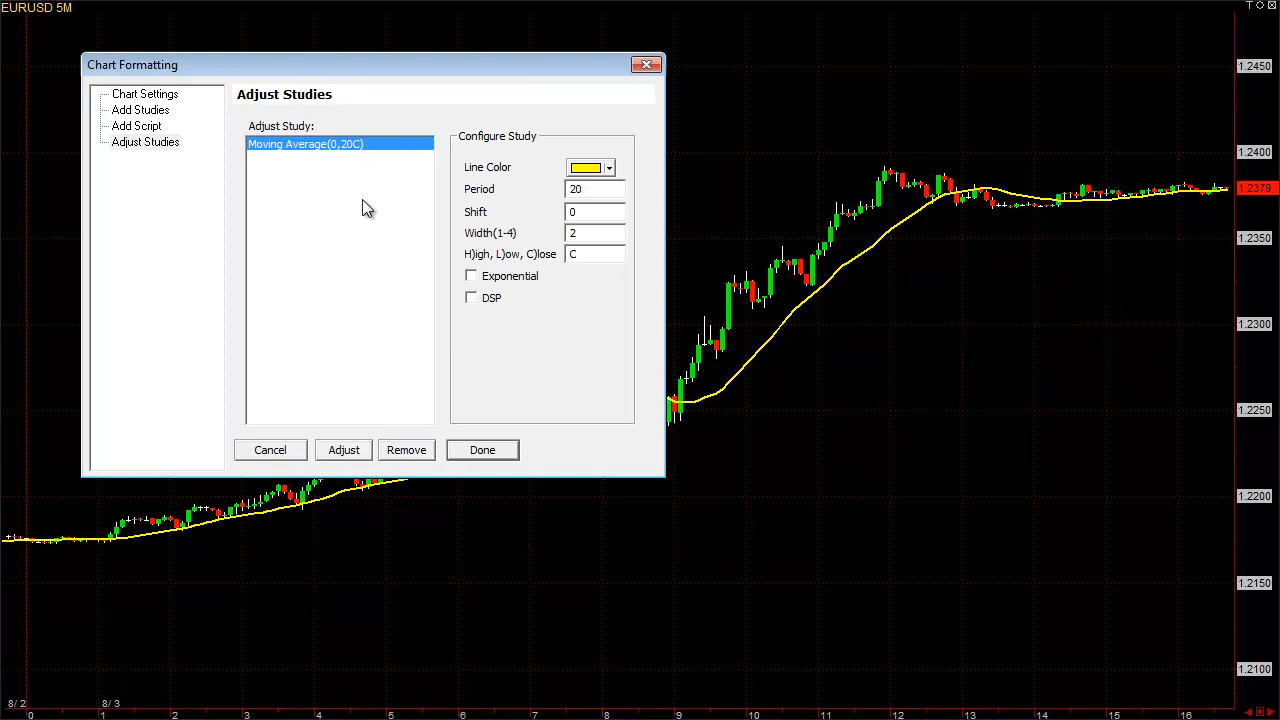 EURUSD 5M
Chart Formatting
Chart Settings
Add Studies
Add Script
Adjust Studies
Adjust Studies
Adjust Study:
Moving Average(0,20C)
Configure Study
Line Color
Period 20
Shift 0
Width(1-4) 2
H)igh, L)ow, C)lose C
Exponential
DSP
Cancel Adjust Remove Done
1.2450
1.2400
1.2379
1.2350
1.2300
1.2250
1.2200
1.2150
1.2100
8/ 2 8/ 3
0 1 2 3 4 5 6 7 8 9 10 11 12 13 14 15 16